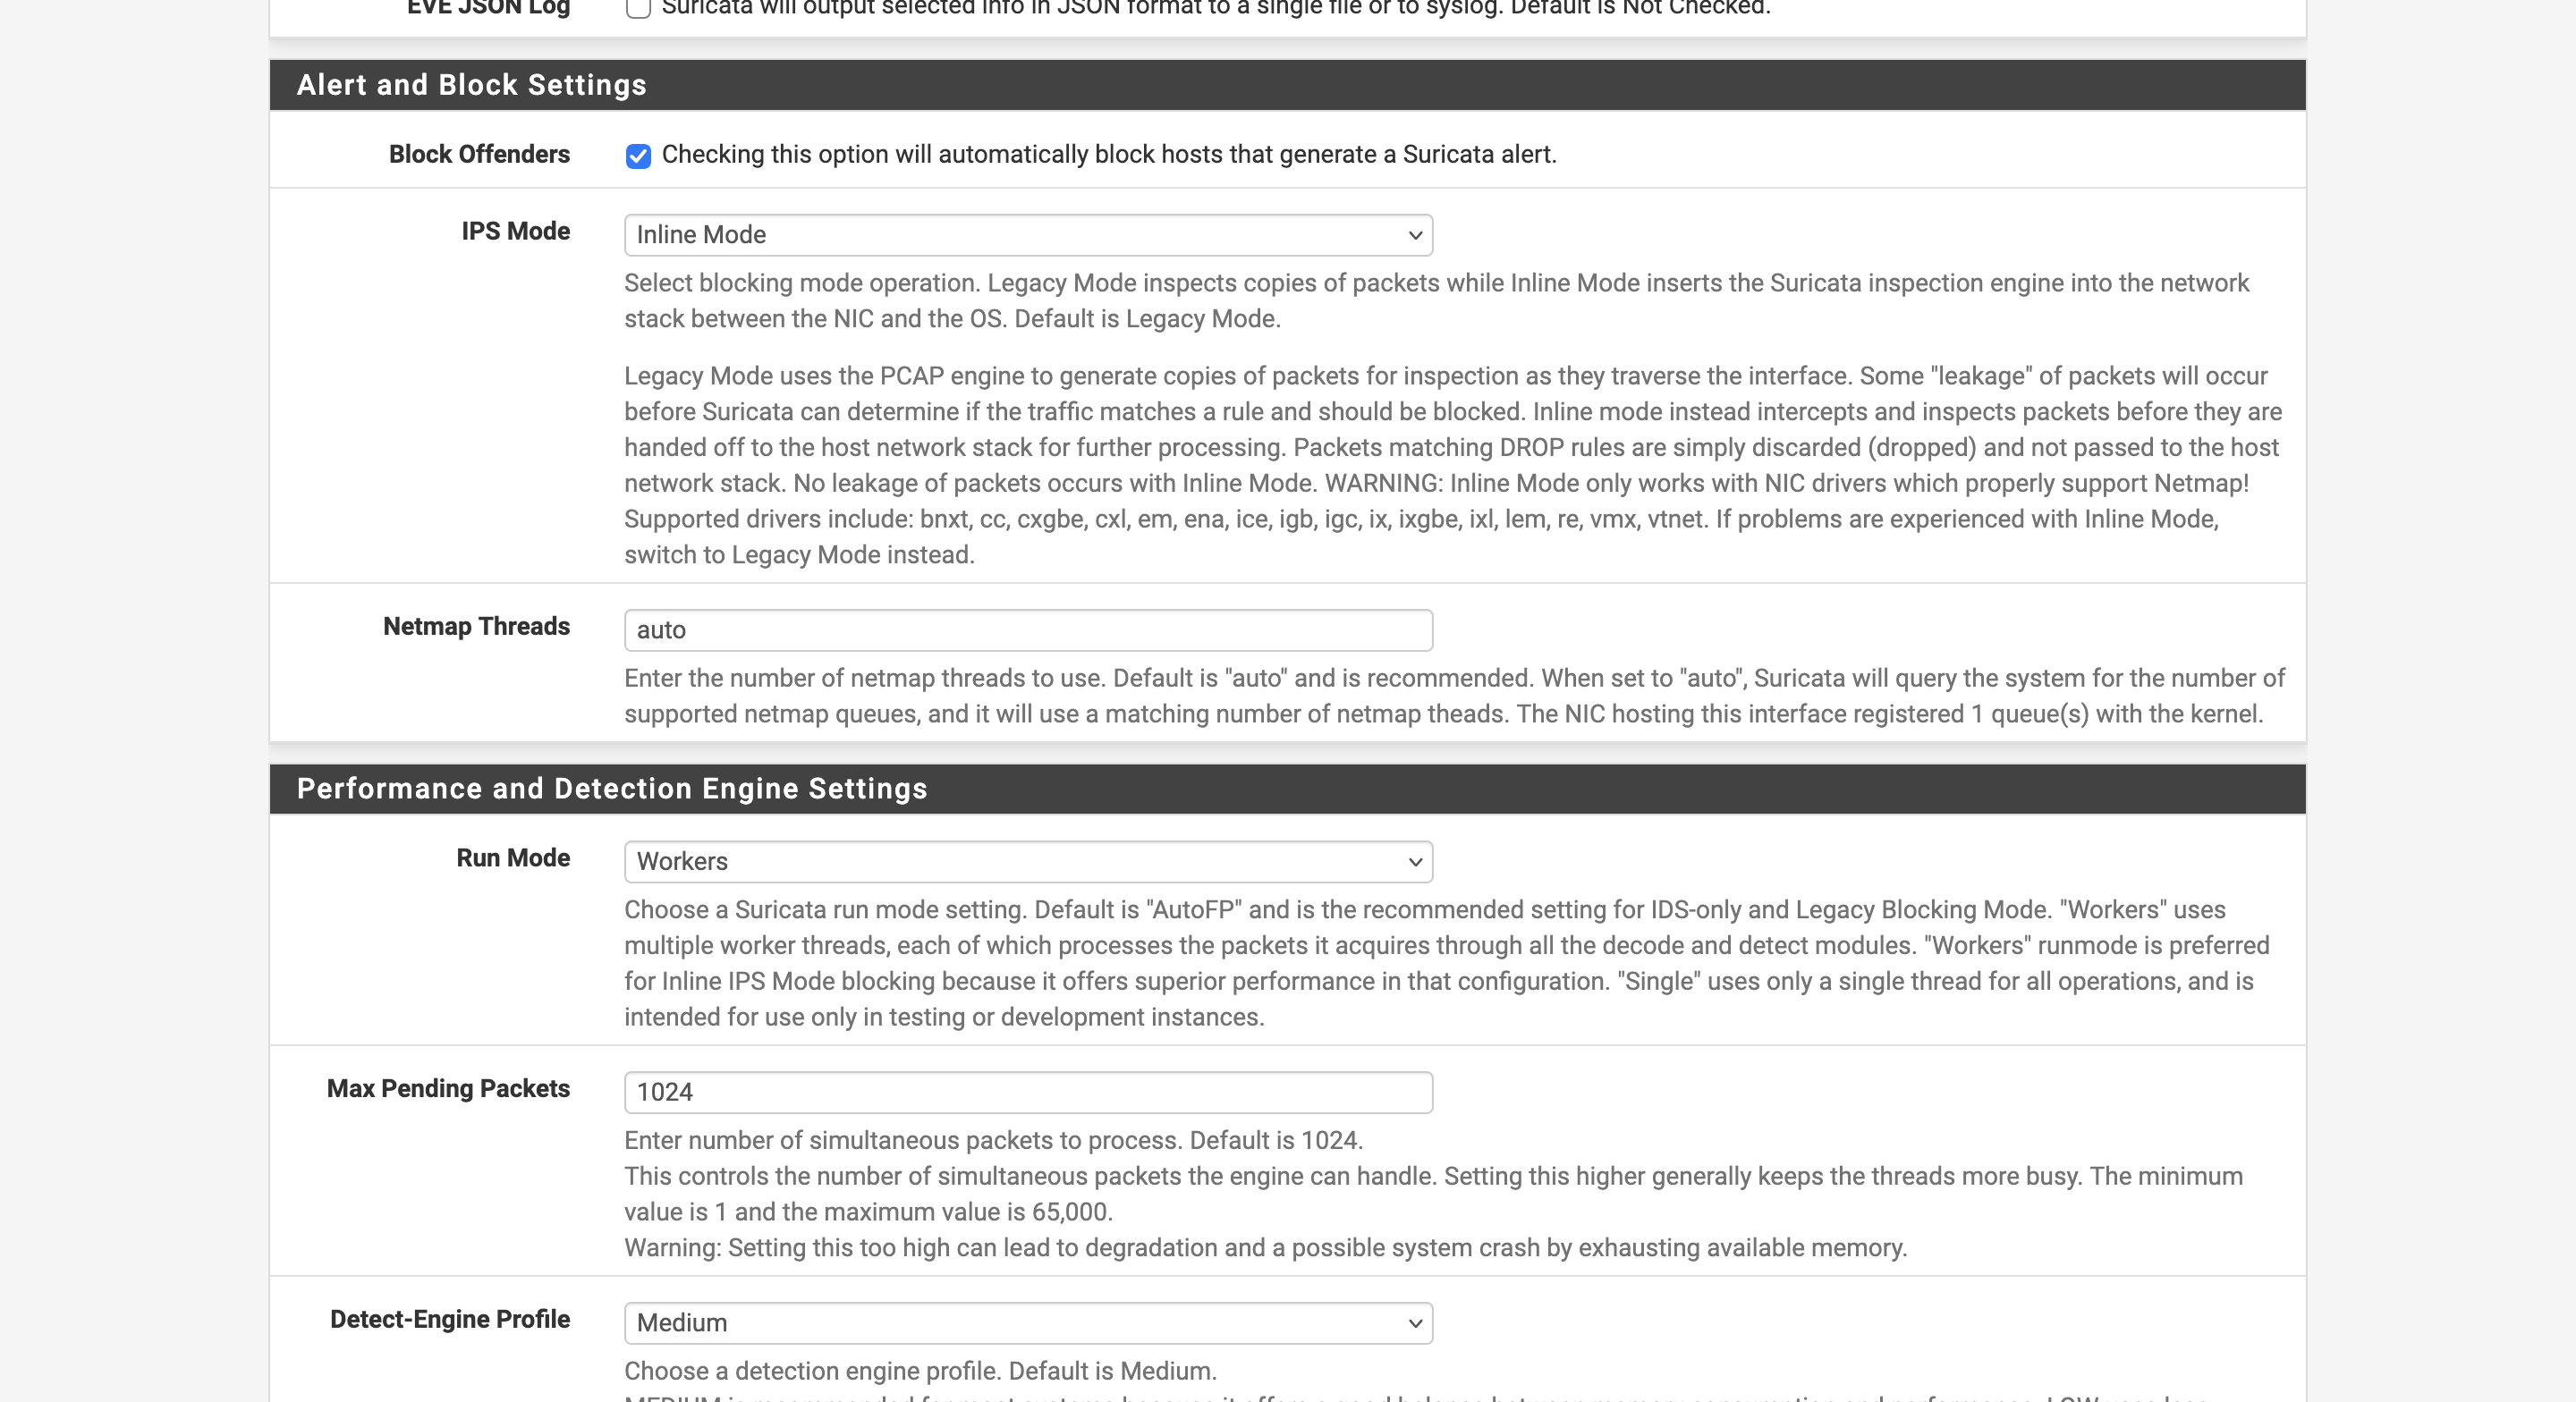 EVE JSON Log
Suricata will output selected info in JSON format to a single file or to syslog. Default is Not Checked.
Alert and Block Settings
Block Offenders
Checking this option will automatically block hosts that generate a Suricata alert.
IPS Mode
Inline Mode
Select blocking mode operation. Legacy Mode inspects copies of packets while Inline Mode inserts the Suricata inspection engine into the network
stack between the NIC and the OS. Default is Legacy Mode.
Legacy Mode uses the PCAP engine to generate copies of packets for inspection as they traverse the interface. Some "leakage" of packets will occur
before Suricata can determine if the traffic matches a rule and should be blocked. Inline mode instead intercepts and inspects packets before they are
handed off to the host network stack for further processing. Packets matching DROP rules are simply discarded (dropped) and not passed to the host
network stack. No leakage of packets occurs with Inline Mode. WARNING: Inline Mode only works with NIC drivers which properly support Netmap!
Supported drivers include: bnxt, cc, cxgbe, cxl, em, ena, ice, igb, igc, ix, ixgbe, ixl, lem, re, vmx, vtnet. If problems are experienced with Inline Mode,
switch to Legacy Mode instead.
Netmap Threads
auto
Enter the number of netmap threads to use. Default is "auto" and is recommended. When set to "auto", Suricata will query the system for the number of
supported netmap queues, and it will use a matching number of netmap theads. The NIC hosting this interface registered 1 queue(s) with the kernel.
Performance and Detection Engine Settings
Run Mode
Workers
Choose a Suricata run mode setting. Default is "AutoFP" and is the recommended setting for IDS-only and Legacy Blocking Mode. "Workers" uses
multiple worker threads, each of which processes the packets it acquires through all the decode and detect modules. "Workers" runmode is preferred
for Inline IPS Mode blocking because it offers superior performance in that configuration. "Single" uses only a single thread for all operations, and is
intended for use only in testing or development instances.
Max Pending Packets
1024
Enter number of simultaneous packets to process. Default is 1024.
This controls the number of simultaneous packets the engine can handle. Setting this higher generally keeps the threads more busy. The minimum
value is 1 and the maximum value is 65,000.
Warning: Setting this too high can lead to degradation and a possible system crash by exhausting available memory.
Detect-Engine Profile
Medium
Choose a detection engine profile. Default is Medium.